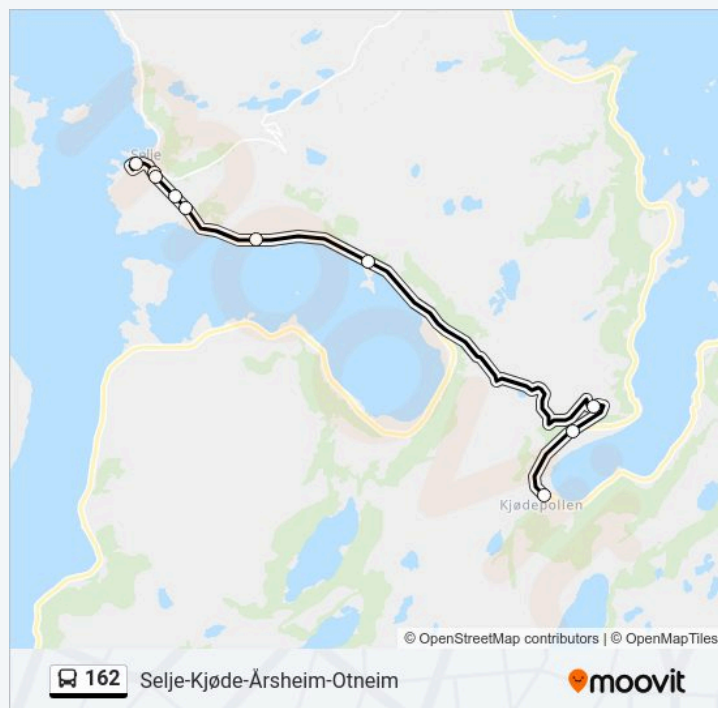 Selje
Kjødepollen
© OpenStreetMap contributors | © OpenMapTiles
162 Selje-Kjøde-Årsheim-Otneim
moovit